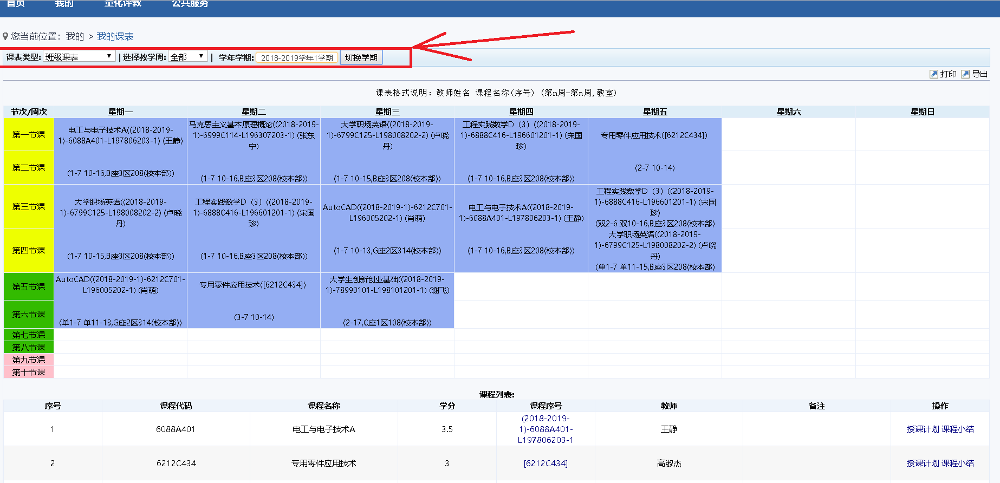 首页 我的 量化评教 公共服务
您当前位置：我的 > 我的课表
课表类型: 班级课表 | 选择教学周: 全部 | 学年学期: 2018-2019学年1学期 切换学期
打印 导出
课表格式说明：教师姓名 课程名称(序号) (第n周-第m周,教室)
节次/周次 星期一 星期二 星期三 星期四 星期五 星期六 星期日
第一节课
第二节课
电工与电子技术A((2018-2019-
1)-6088A401-L197806203-1) (王静)
(1-7 10-16,B座3区208(校本部))
马克思主义基本原理概论((2018-2019-
1)-6999C114-L196307203-1) (张东
宁)
(1-7 10-16,B座3区208(校本部))
大学职场英语((2018-2019-
1)-6799C125-L198008202-2) (卢晓
丹)
(1-7 10-15,B座3区208(校本部))
工程实践数学D（3）((2018-2019-
1)-6888C416-L196601201-1) (宋国
珍)
(1-7 10-16,B座3区208(校本部))
专用零件应用技术([6212C434])
(2-7 10-14)
第三节课
第四节课
大学职场英语((2018-2019-
1)-6799C125-L198008202-2) (卢晓
丹)
(1-7 10-15,B座3区208(校本部))
工程实践数学D（3）((2018-2019-
1)-6888C416-L196601201-1) (宋国
珍)
(1-7 10-16,B座3区208(校本部))
AutoCAD((2018-2019-1)-6212C701-
L196005202-1) (肖萌)
(1-7 10-13,G座2区314(校本部))
电工与电子技术A((2018-2019-
1)-6088A401-L197806203-1) (王静)
(1-7 10-16,B座3区208(校本部))
工程实践数学D（3）((2018-2019-
1)-6888C416-L196601201-1) (宋国
珍)
(双2-6 双10-16,B座3区208(校本部)
大学职场英语((2018-2019-
1)-6799C125-L198008202-2) (卢晓
丹)
(单1-7 单11-15,B座3区208(校本部)
第五节课
第六节课
AutoCAD((2018-2019-1)-6212C701-
L196005202-1) (肖萌)
(单1-7 单11-13,G座2区314(校本部))
专用零件应用技术([6212C434])
(3-7 10-14)
大学生创新创业基础((2018-2019-
1)-78990101-L198101201-1) (谢飞)
(2-17,C座1区108(校本部))
第七节课
第八节课
第九节课
第十节课
课程列表:
序号 课程代码 课程名称 学分 课程序号 教师 备注 操作
1 6088A401 电工与电子技术A 3.5 (2018-2019-
1)-6088A401-
L197806203-1 王静 授课计划 课程小结
2 6212C434 专用零件应用技术 3 [6212C434] 高淑杰 授课计划 课程小结